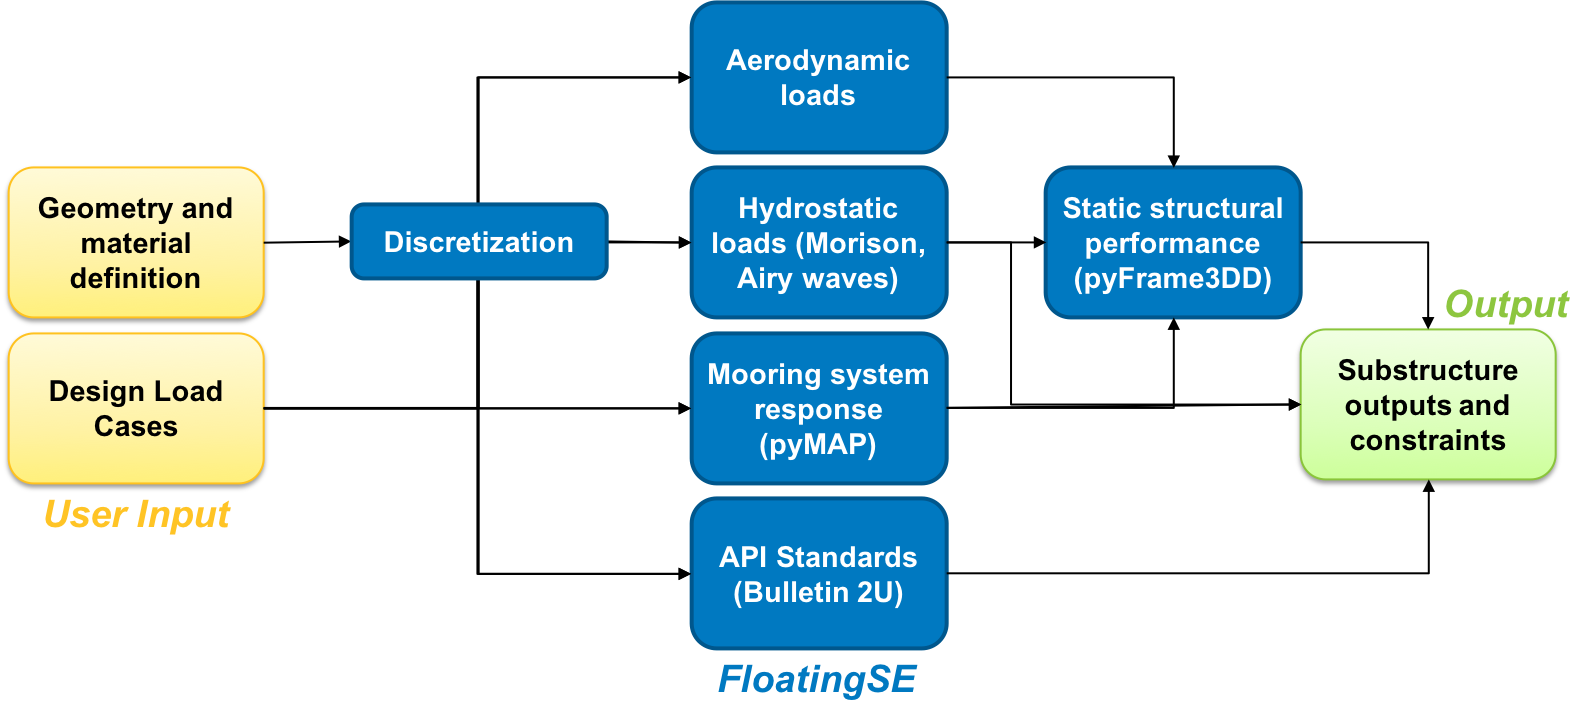 Geometry and
material
definition
Design Load
Cases
User Input
Discretization
Aerodynamic
loads
Hydrostatic
loads (Morison,
Airy waves)
Mooring system
response
(pyMAP)
API Standards
(Bulletin 2U)
FloatingSE
Static structural
performance
(pyFrame3DD)
Output
Substructure
outputs and
constraints